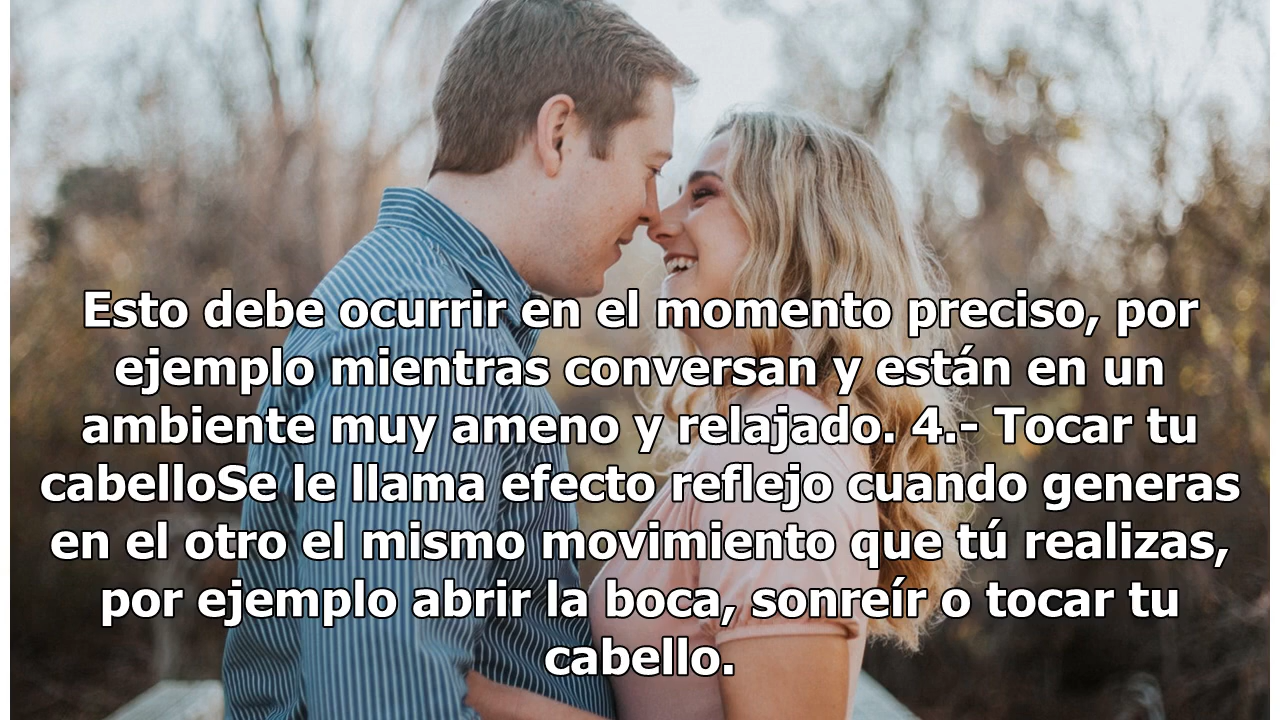 Esto debe ocurrir en el momento preciso, por
ejemplo mientras conversan y están en un
ambiente muy ameno y relajado. 4.- Tocar tu
cabelloSe le llama efecto reflejo cuando generas
en el otro el mismo movimiento que tú realizas,
por ejemplo abrir la boca, sonreír o tocar tu
cabello.